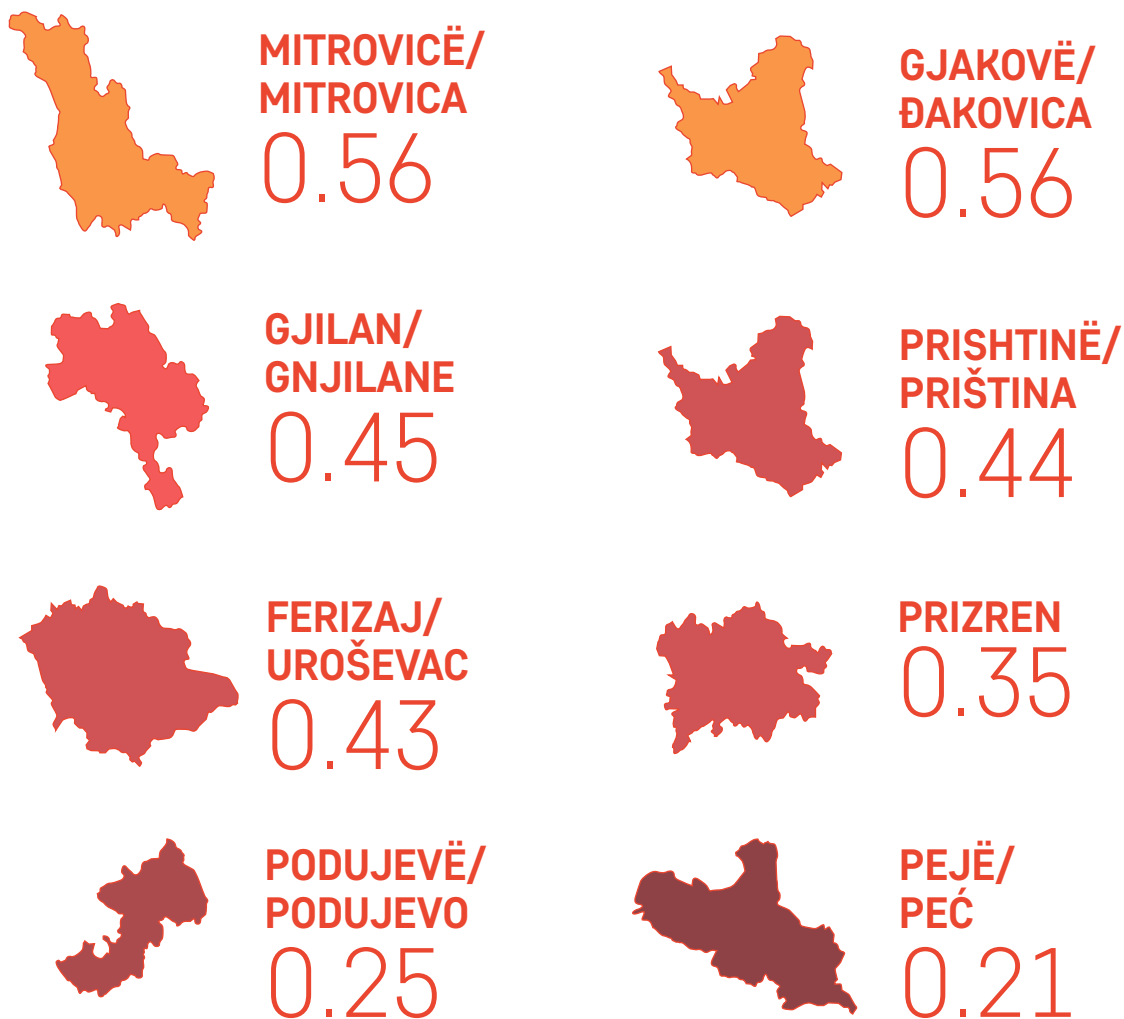 MITROVICË/
MITROVICA
0.56
GJAKOVË/
ĐAKOVICA
0.56
GJILAN/
GNJILANE
0.45
PRISHTINË/
PRIŠTINA
0.44
FERIZAJ/
UROŠEVAC
0.43
PRIZREN
0.35
PODUJEVË/
PODUJEVO
0.25
PEJË/
PEĆ
0.21